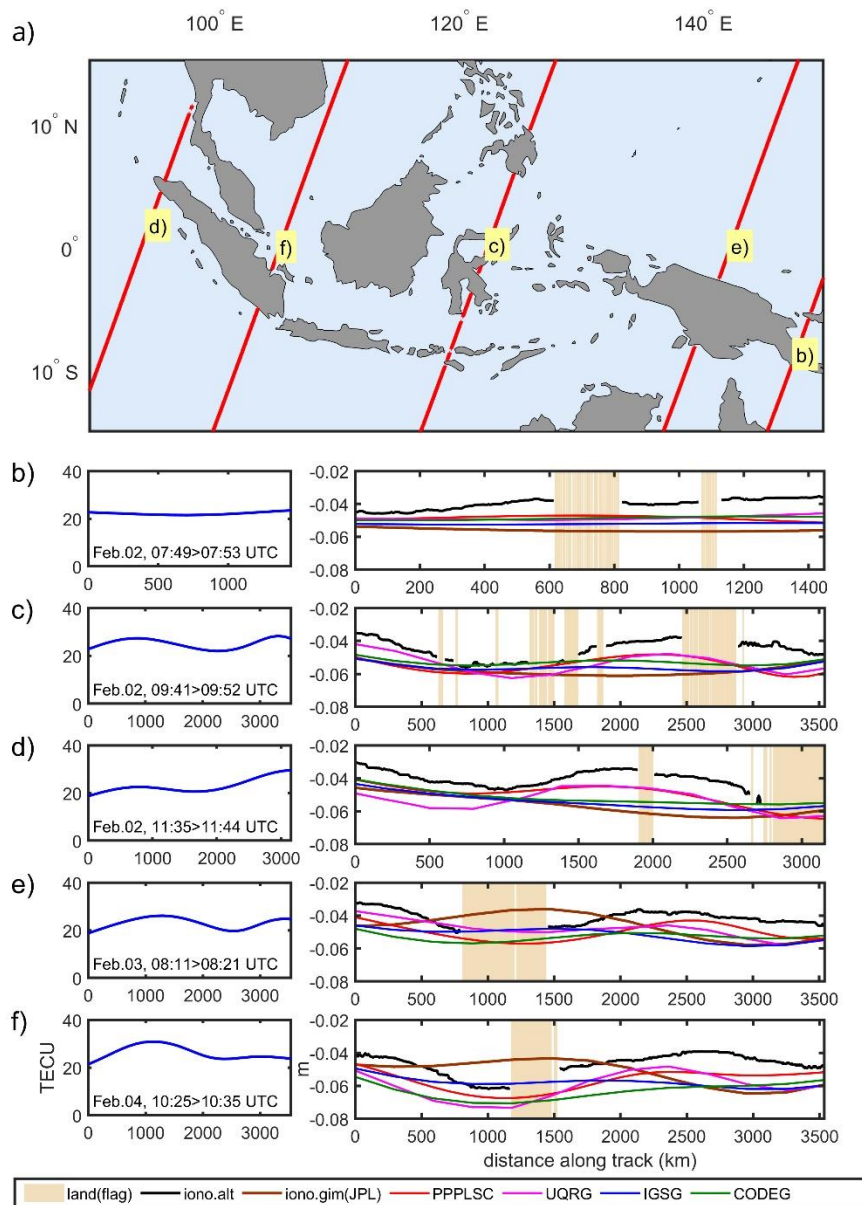 a)
100° E 120° E 140° E
10° N
0°
10° S
d)
f)
c)
e)
b)
b)
40
20
0
Feb.02, 07:49>07:53 UTC
0 500 1000
-0.02
-0.04
-0.06
-0.08
0 200 400 600 800 1000 1200 1400
c)
40
20
0
Feb.02, 09:41>09:52 UTC
0 1000 2000 3000
-0.02
-0.04
-0.06
-0.08
0 500 1000 1500 2000 2500 3000 3500
d)
40
20
0
Feb.02, 11:35>11:44 UTC
0 1000 2000 3000
-0.02
-0.04
-0.06
-0.08
0 500 1000 1500 2000 2500 3000
e)
40
20
0
Feb.03, 08:11>08:21 UTC
0 1000 2000 3000
-0.02
-0.04
-0.06
-0.08
0 500 1000 1500 2000 2500 3000 3500
f)
TECU
40
20
0
Feb.04, 10:25>10:35 UTC
0 1000 2000 3000
m
-0.02
-0.04
-0.06
-0.08
0 500 1000 1500 2000 2500 3000 3500
distance along track (km)
land(flag) iono.alt iono.gim(JPL) PPPLSC UQRG IGSG CODEG